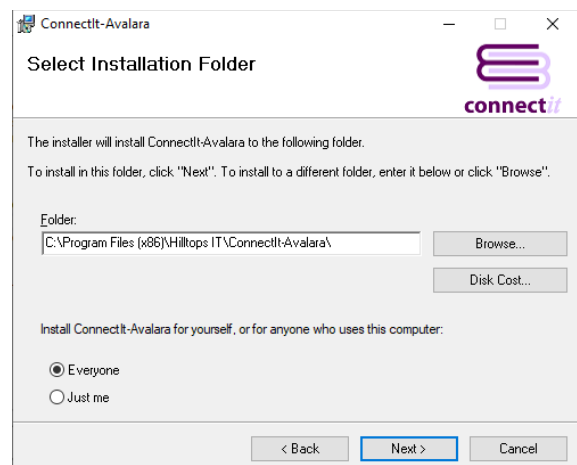 ConnectIt-Avalara
Select Installation Folder
connectit
The installer will install ConnectIt-Avalara to the following folder.
To install in this folder, click "Next". To install to a different folder, enter it below or click "Browse".
Folder:
C:\Program Files (x86)\Hilltops IT\ConnectIt-Avalara\
Browse...
Disk Cost...
Install ConnectIt-Avalara for yourself, or for anyone who uses this computer:
Everyone
Just me
< Back
Next >
Cancel